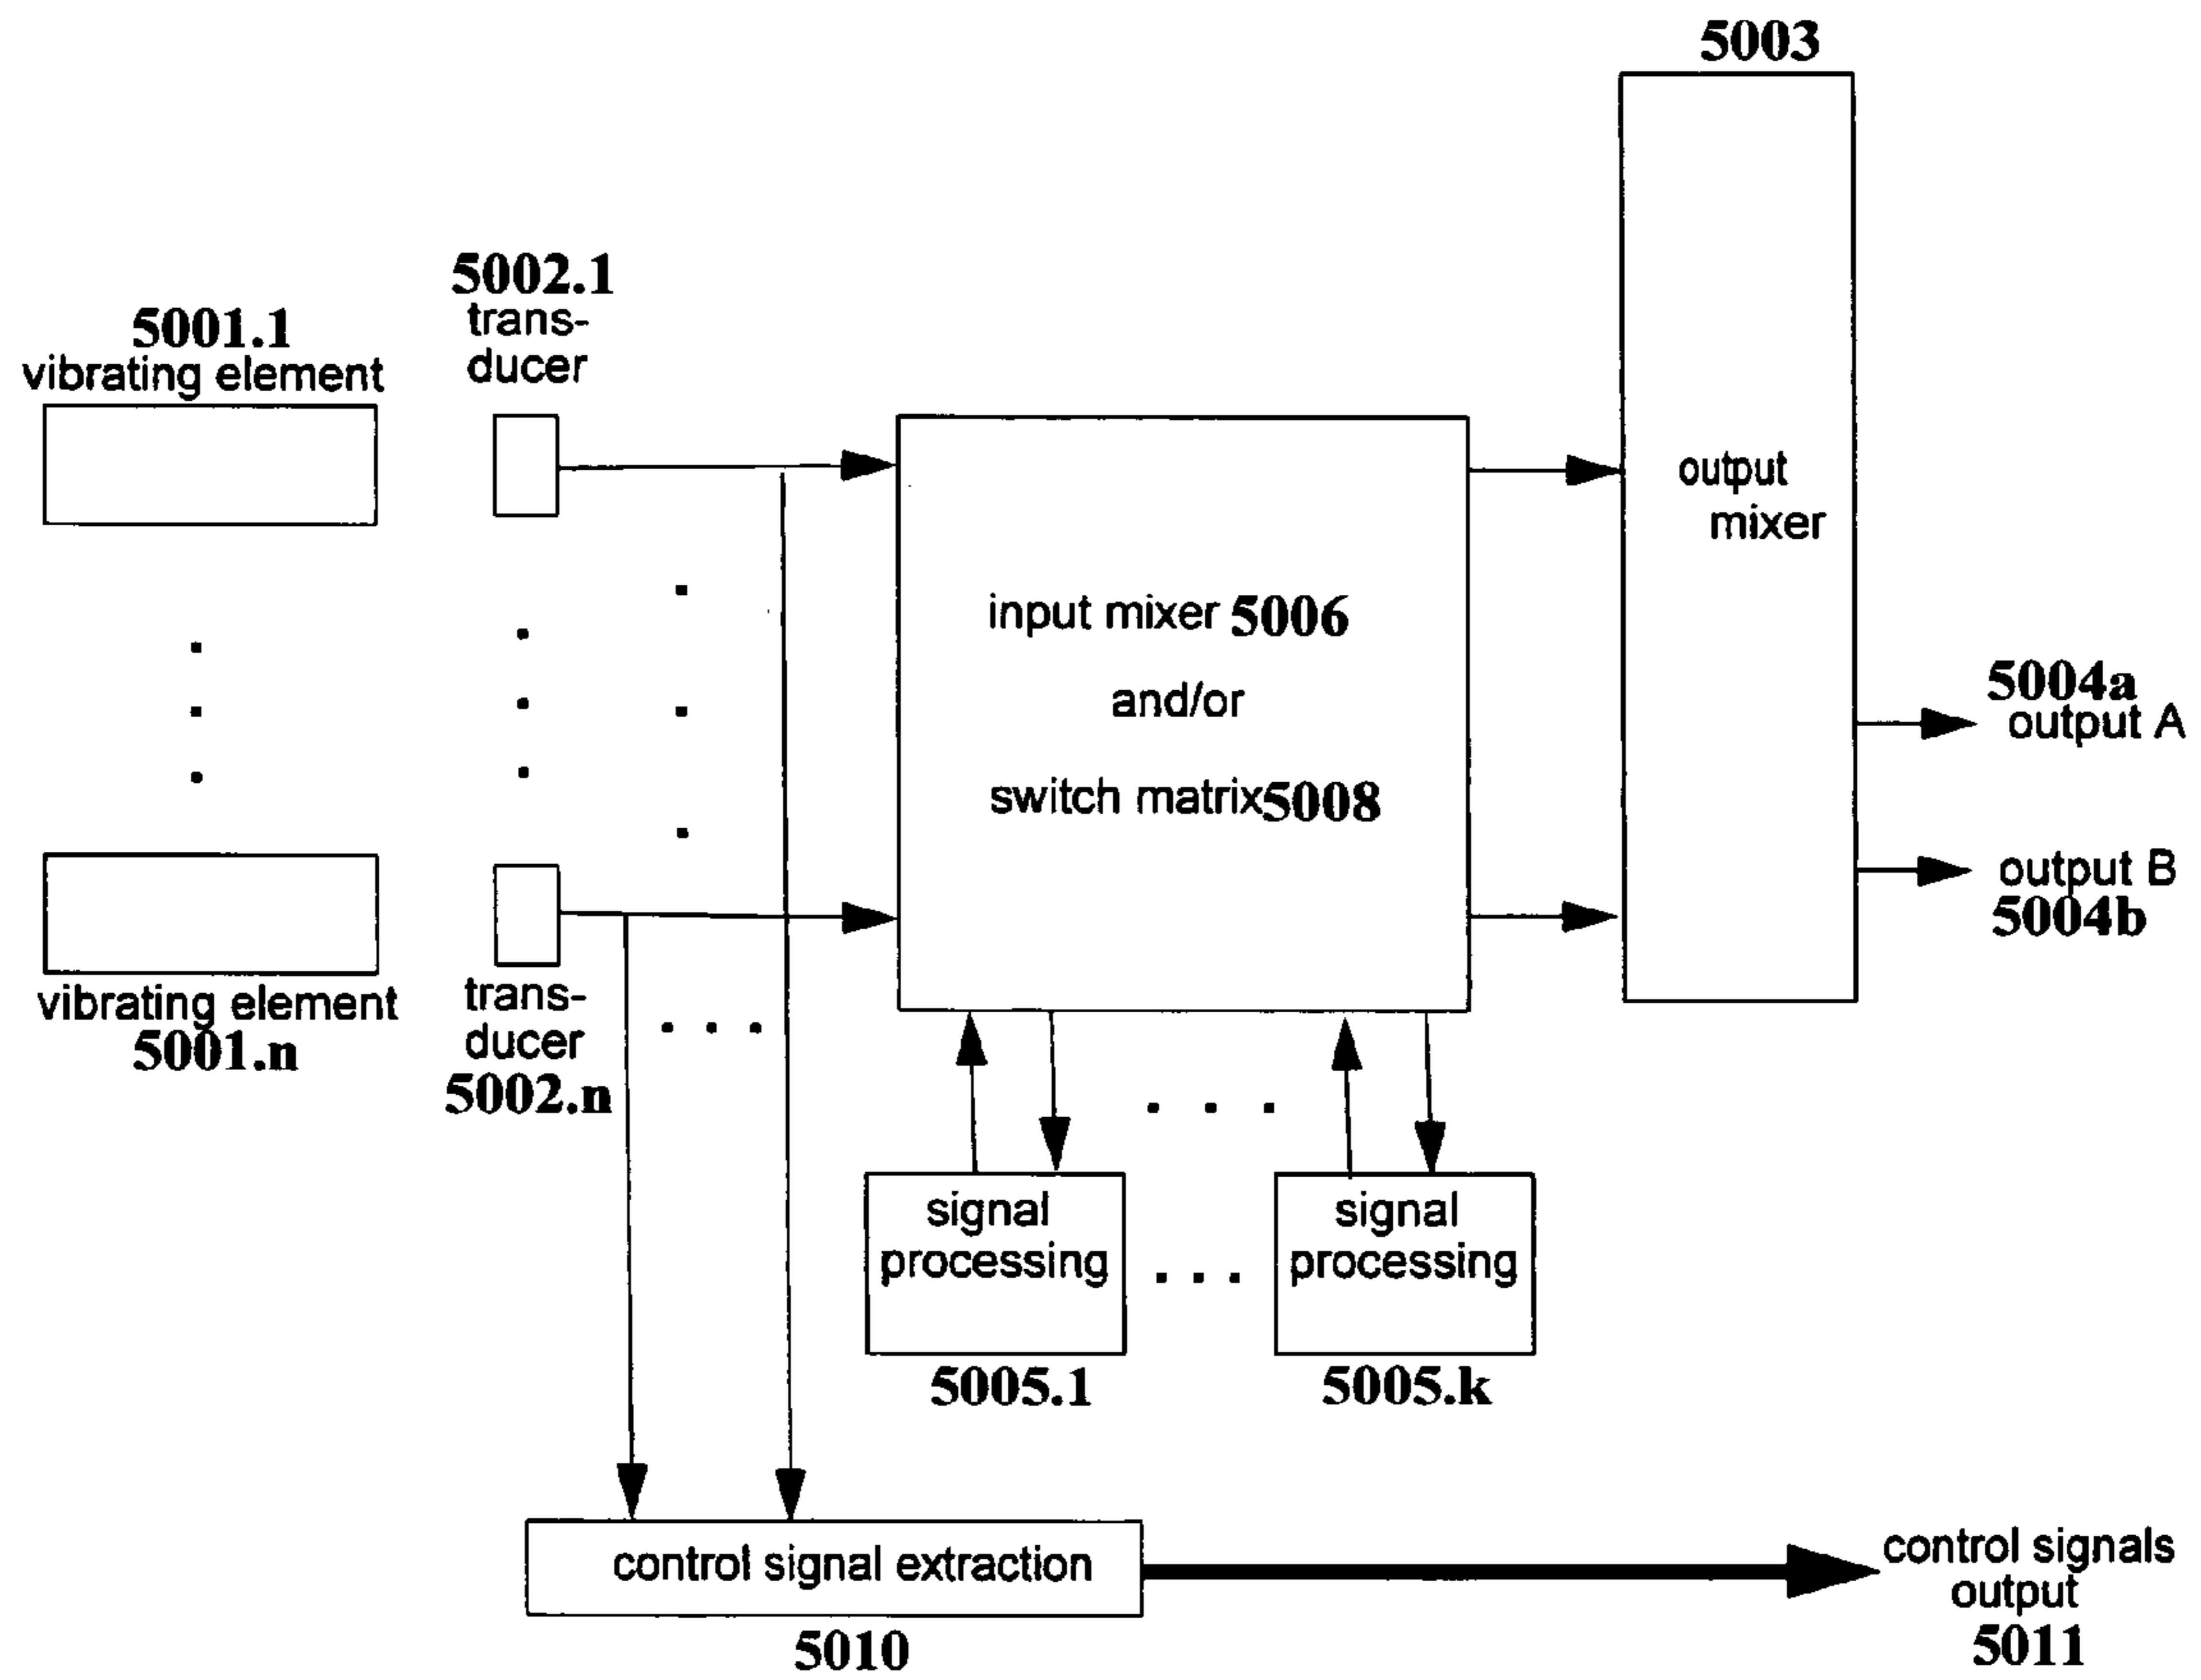 5003
5002.1
trans-
ducer
5001.1
vibrating element
output
mixer
input mixer 5006
and/or
switch matrix5008
5004a
output A
output B
5004b
vibrating element
5001.n
trans-
ducer
5002.n
signal
processing
5005.1
signal
processing
5005.k
control signal extraction
5010
control signals
output
5011